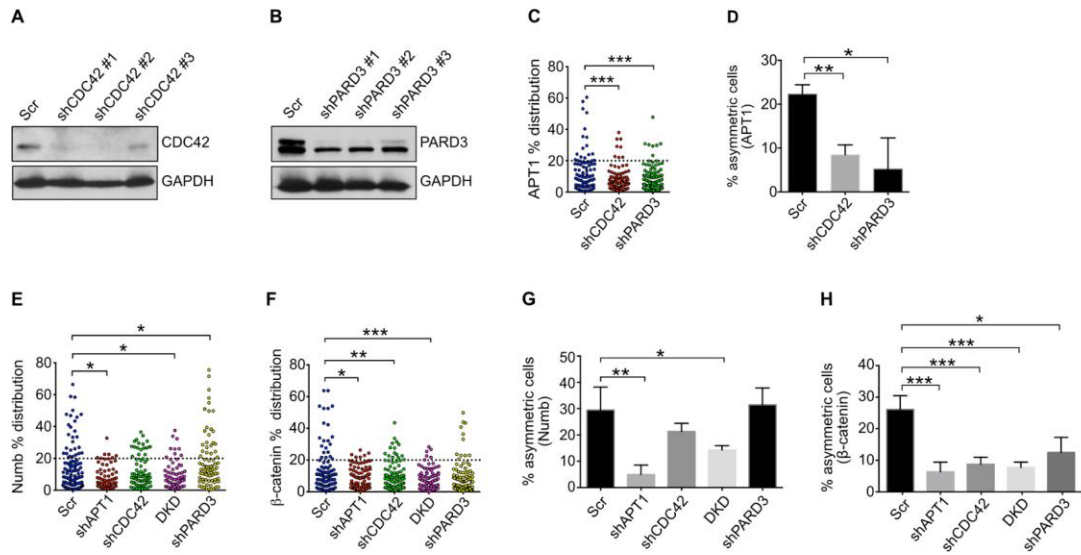 A
Scr
shCDC42 #1
shCDC42 #2
shCDC42 #3
CDC42
GAPDH
B
Scr
shPARD3 #1
shPARD3 #2
shPARD3 #3
PARD3
GAPDH
C
APT1 % distribution
80
60
40
20
0
***
***
Scr
shCDC42
shPARD3
D
% asymmetric cells
(APT1)
30
20
10
0
*
**
Scr
shCDC42
shPARD3
E
Numb % distribution
80
60
40
20
0
*
*
*
Scr
shAPT1
shCDC42
DKD
shPARD3
F
β-catenin % distribution
80
60
40
20
0
***
**
*
Scr
shAPT1
shCDC42
DKD
shPARD3
G
% asymmetric cells
(Numb)
50
40
30
20
10
0
*
**
Scr
shAPT1
shCDC42
DKD
shPARD3
H
% asymmetric cells
(β-catenin)
40
30
20
10
0
*
***
***
***
Scr
shAPT1
shCDC42
DKD
shPARD3